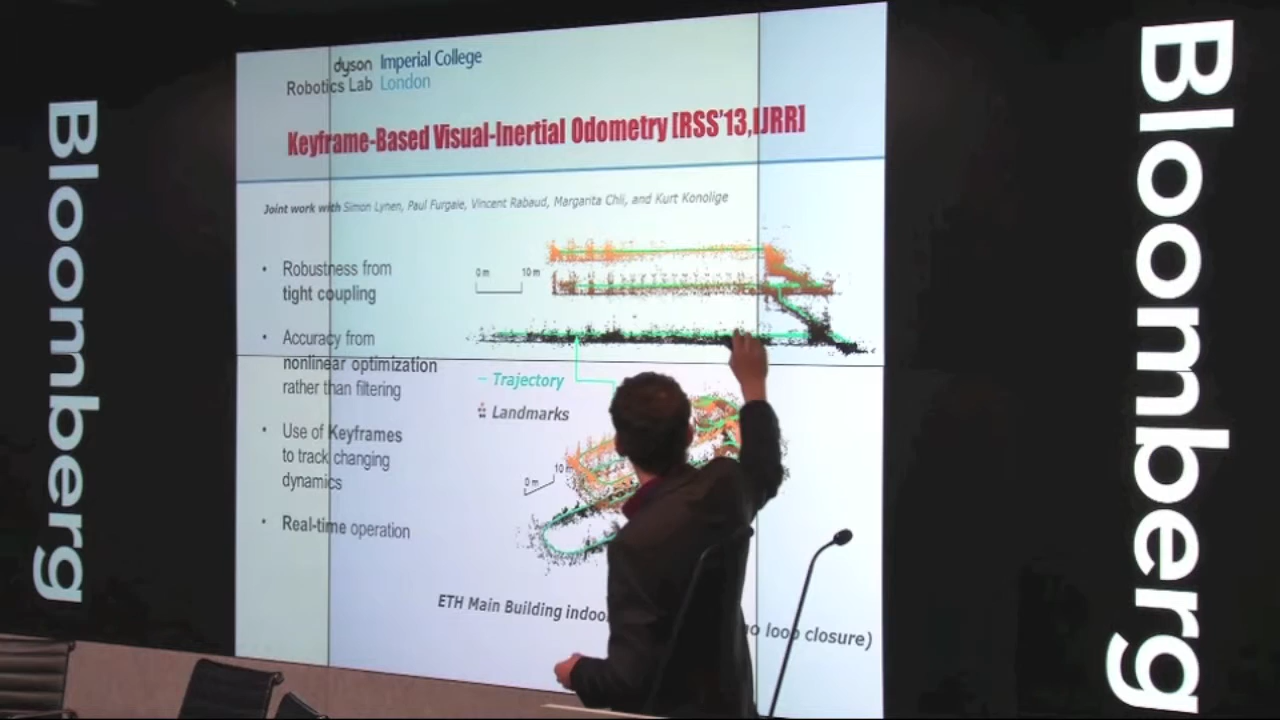 Bloomberg
dyson Imperial College
Robotics Lab London
Keyframe-Based Visual-Inertial Odometry [RSS'13,IJRR]
Joint work with Simon Lynen, Paul Furgale, Vincent Rabaud, Margarita Chli, and Kurt Konolige
• Robustness from
tight coupling
• Accuracy from
nonlinear optimization
rather than filtering
• Use of Keyframes
to track changing
dynamics
• Real-time operation
0 m 10 m
Trajectory
Landmarks
0 m 10 m
ETH Main Building indoo
no loop closure)
Bloomberg